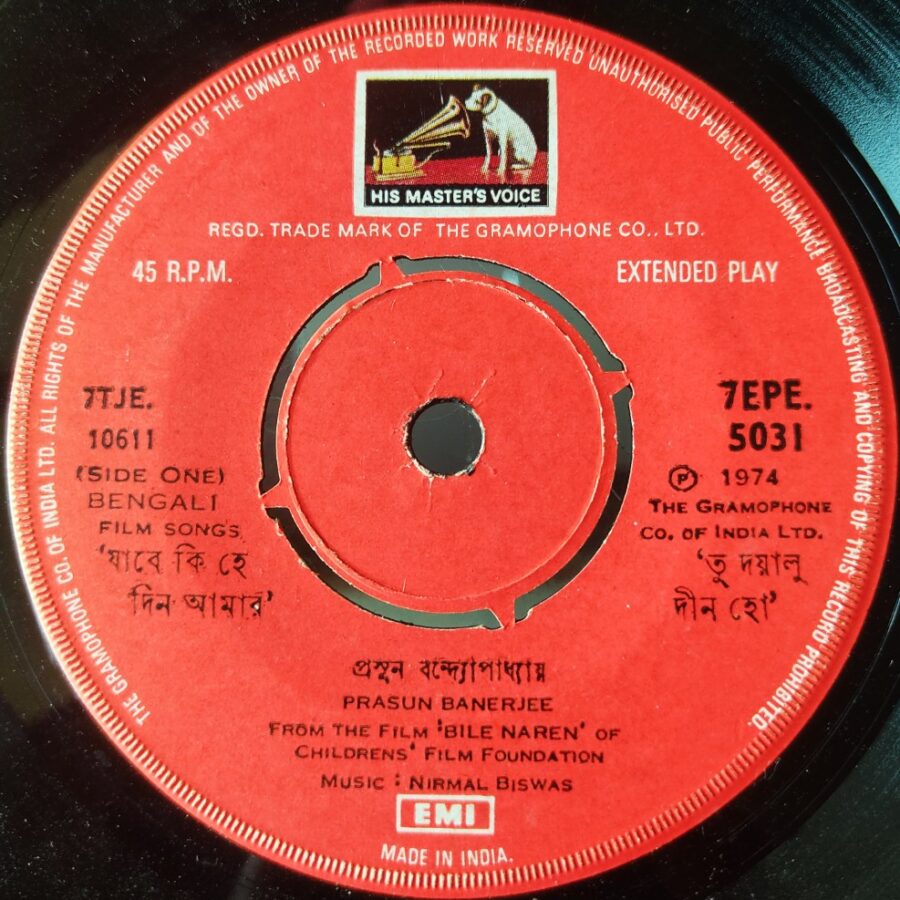 THE GRAMOPHONE CO. OF INDIA LTD. ALL RIGHTS OF THE MANUFACTURER AND OF THE OWNER OF THE RECORDED WORK RESERVED UNAUTHORISED PUBLIC PERFORMANCE BROADCASTING AND COPYING OF THIS RECORD PROHIBITED.
HIS MASTER'S VOICE
REGD. TRADE MARK OF THE GRAMOPHONE CO., LTD.
45 R.P.M.
EXTENDED PLAY
7TJE.
10611
(SIDE ONE)
BENGALI
FILM SONGS
'যাবে কি হে
দিন আমার'
7EPE.
5031
Ⓟ 1974
THE GRAMOPHONE
CO. OF INDIA LTD.
'তু দয়ালু
দীন হো'
প্রসূন বন্দ্যোপাধ্যায়
PRASUN BANERJEE
FROM THE FILM 'BILE NAREN' OF
CHILDRENS' FILM FOUNDATION
MUSIC : NIRMAL BISWAS
EMI
MADE IN INDIA.